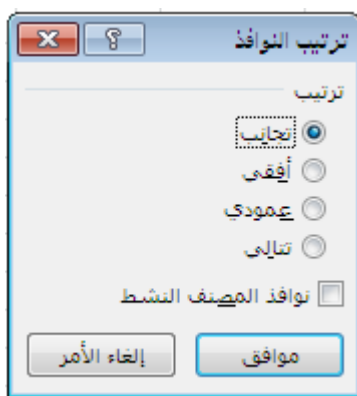 ترتيب النوافذ
ترتيب
تجانب
أفقي
عمودي
تتالي
نوافذ المصنف النشط
موافق
إلغاء الأمر